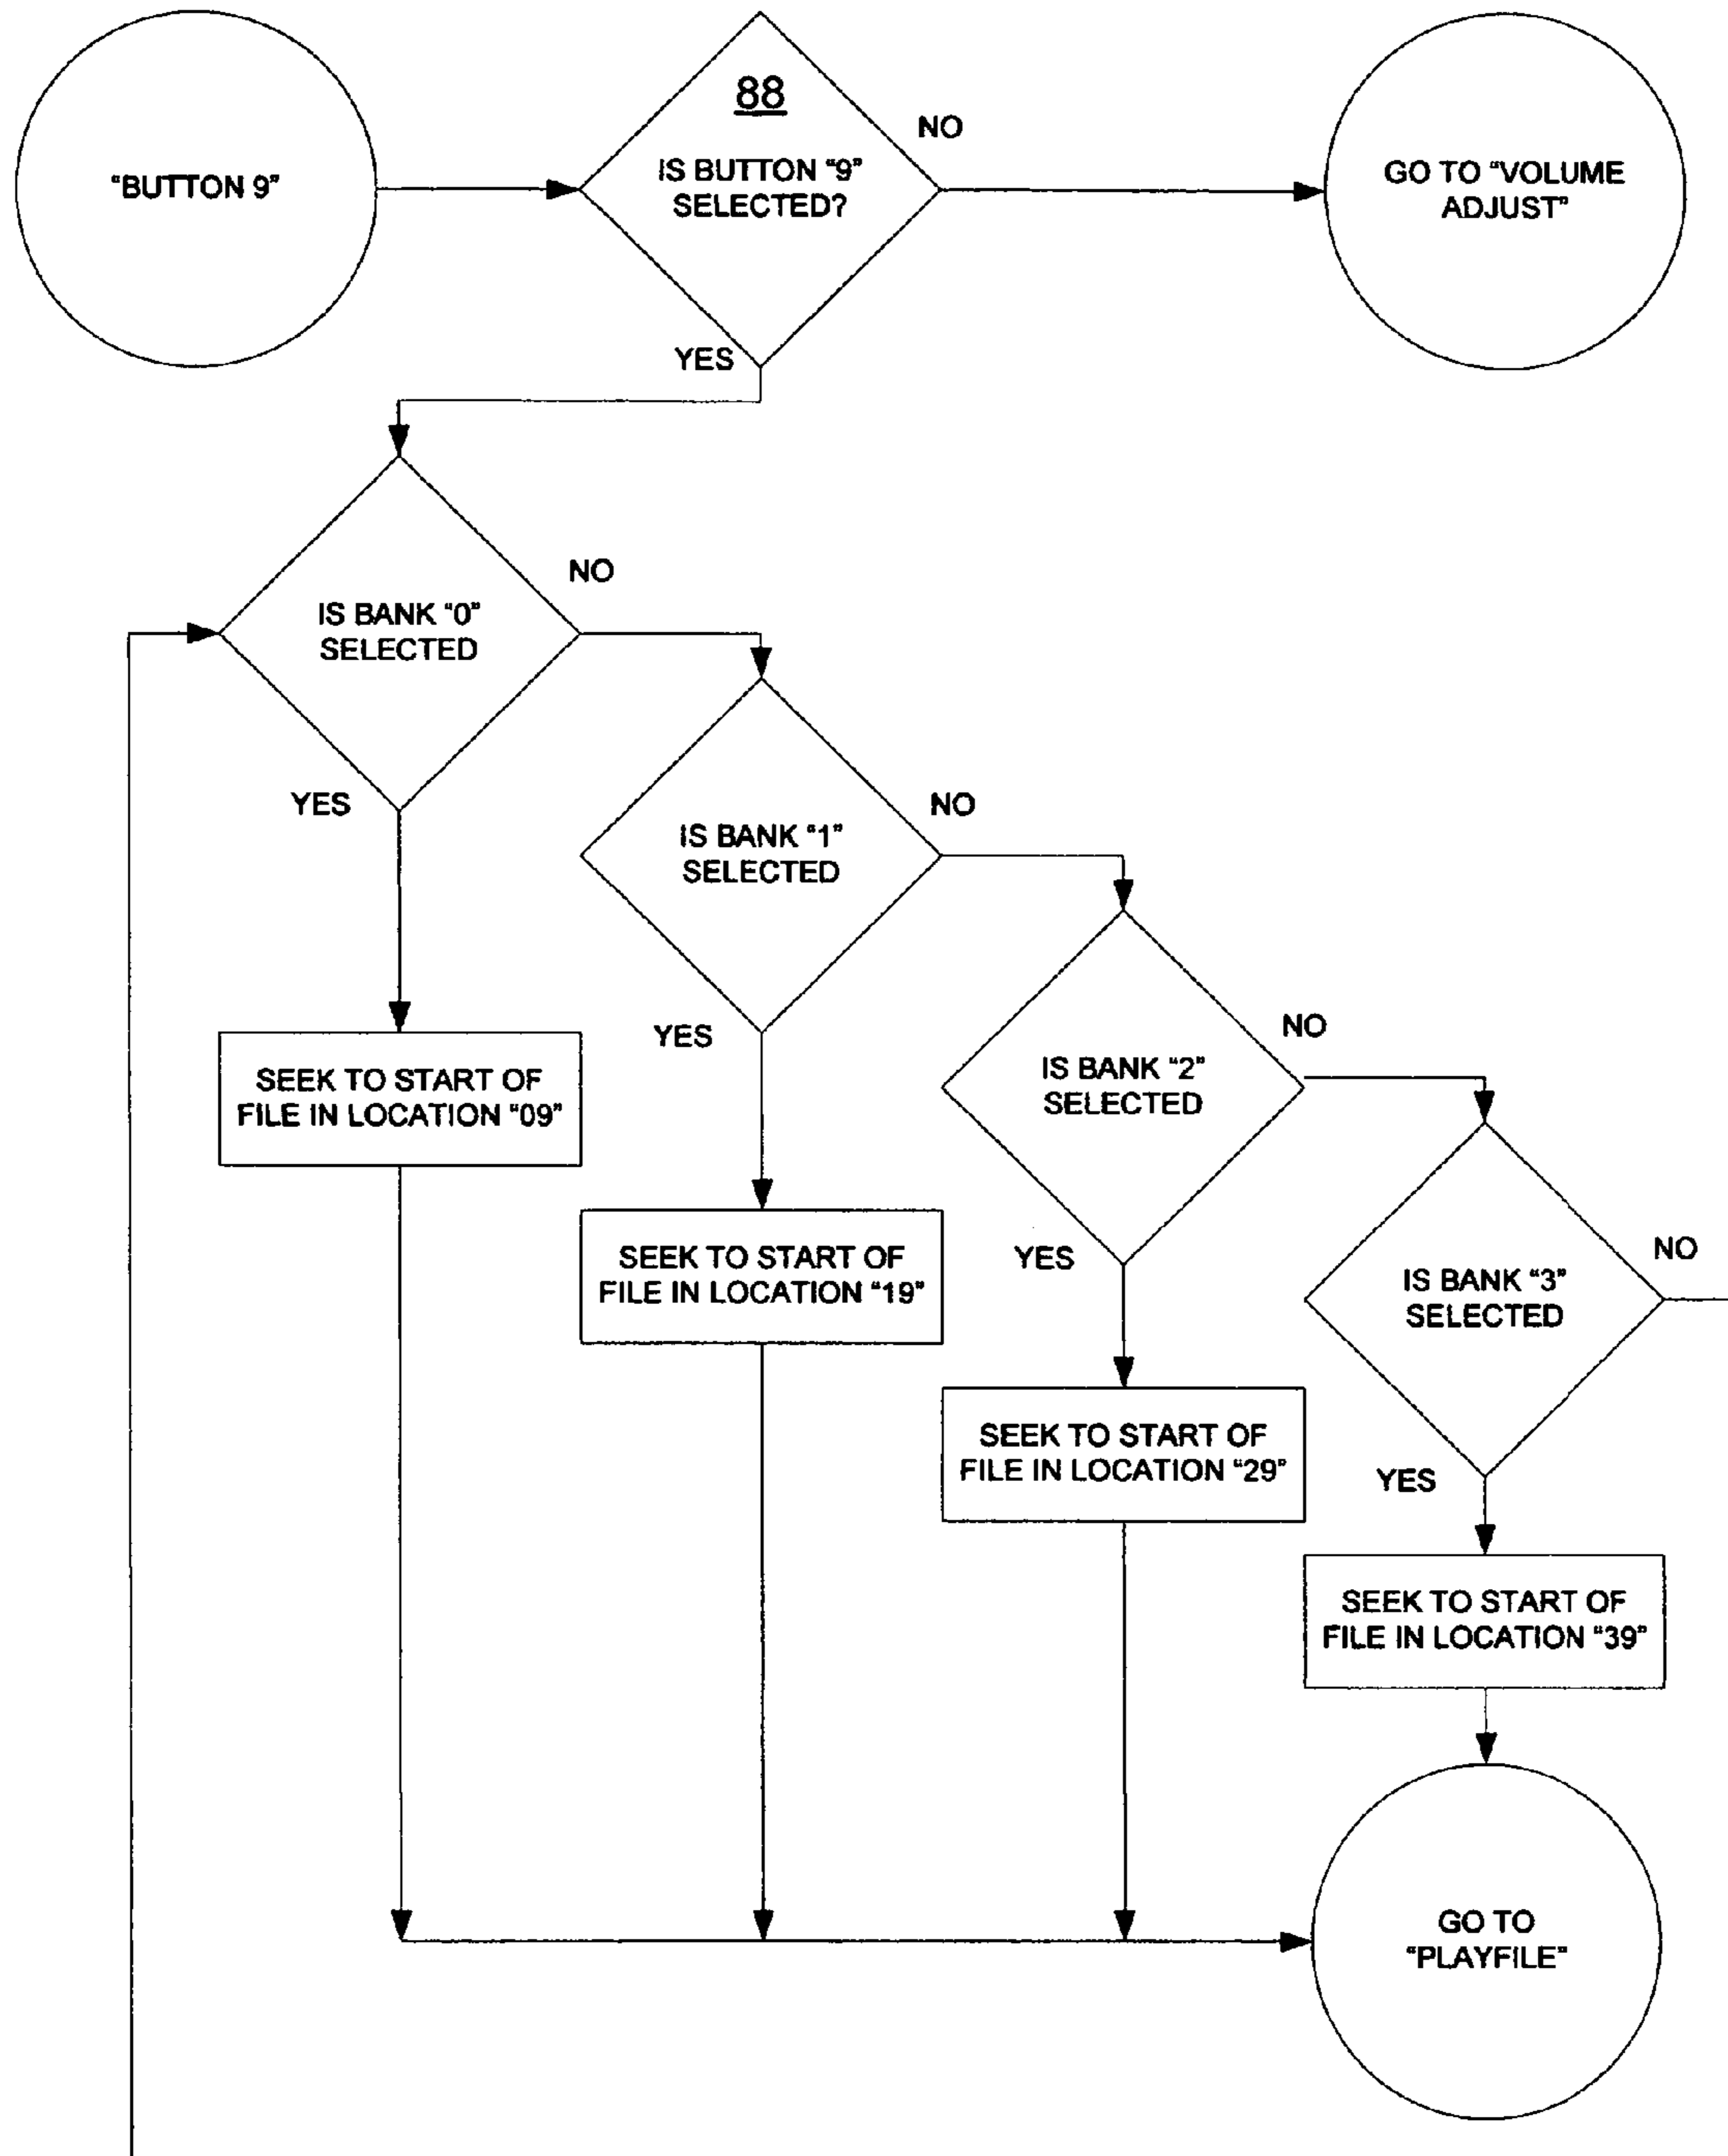 "BUTTON 9"
88
IS BUTTON "9"
SELECTED?
NO
GO TO "VOLUME
ADJUST"
YES
IS BANK "0"
SELECTED
NO
YES
IS BANK "1"
SELECTED
NO
YES
IS BANK "2"
SELECTED
NO
YES
IS BANK "3"
SELECTED
NO
YES
SEEK TO START OF
FILE IN LOCATION "09"
SEEK TO START OF
FILE IN LOCATION "19"
SEEK TO START OF
FILE IN LOCATION "29"
SEEK TO START OF
FILE IN LOCATION "39"
GO TO
"PLAYFILE"